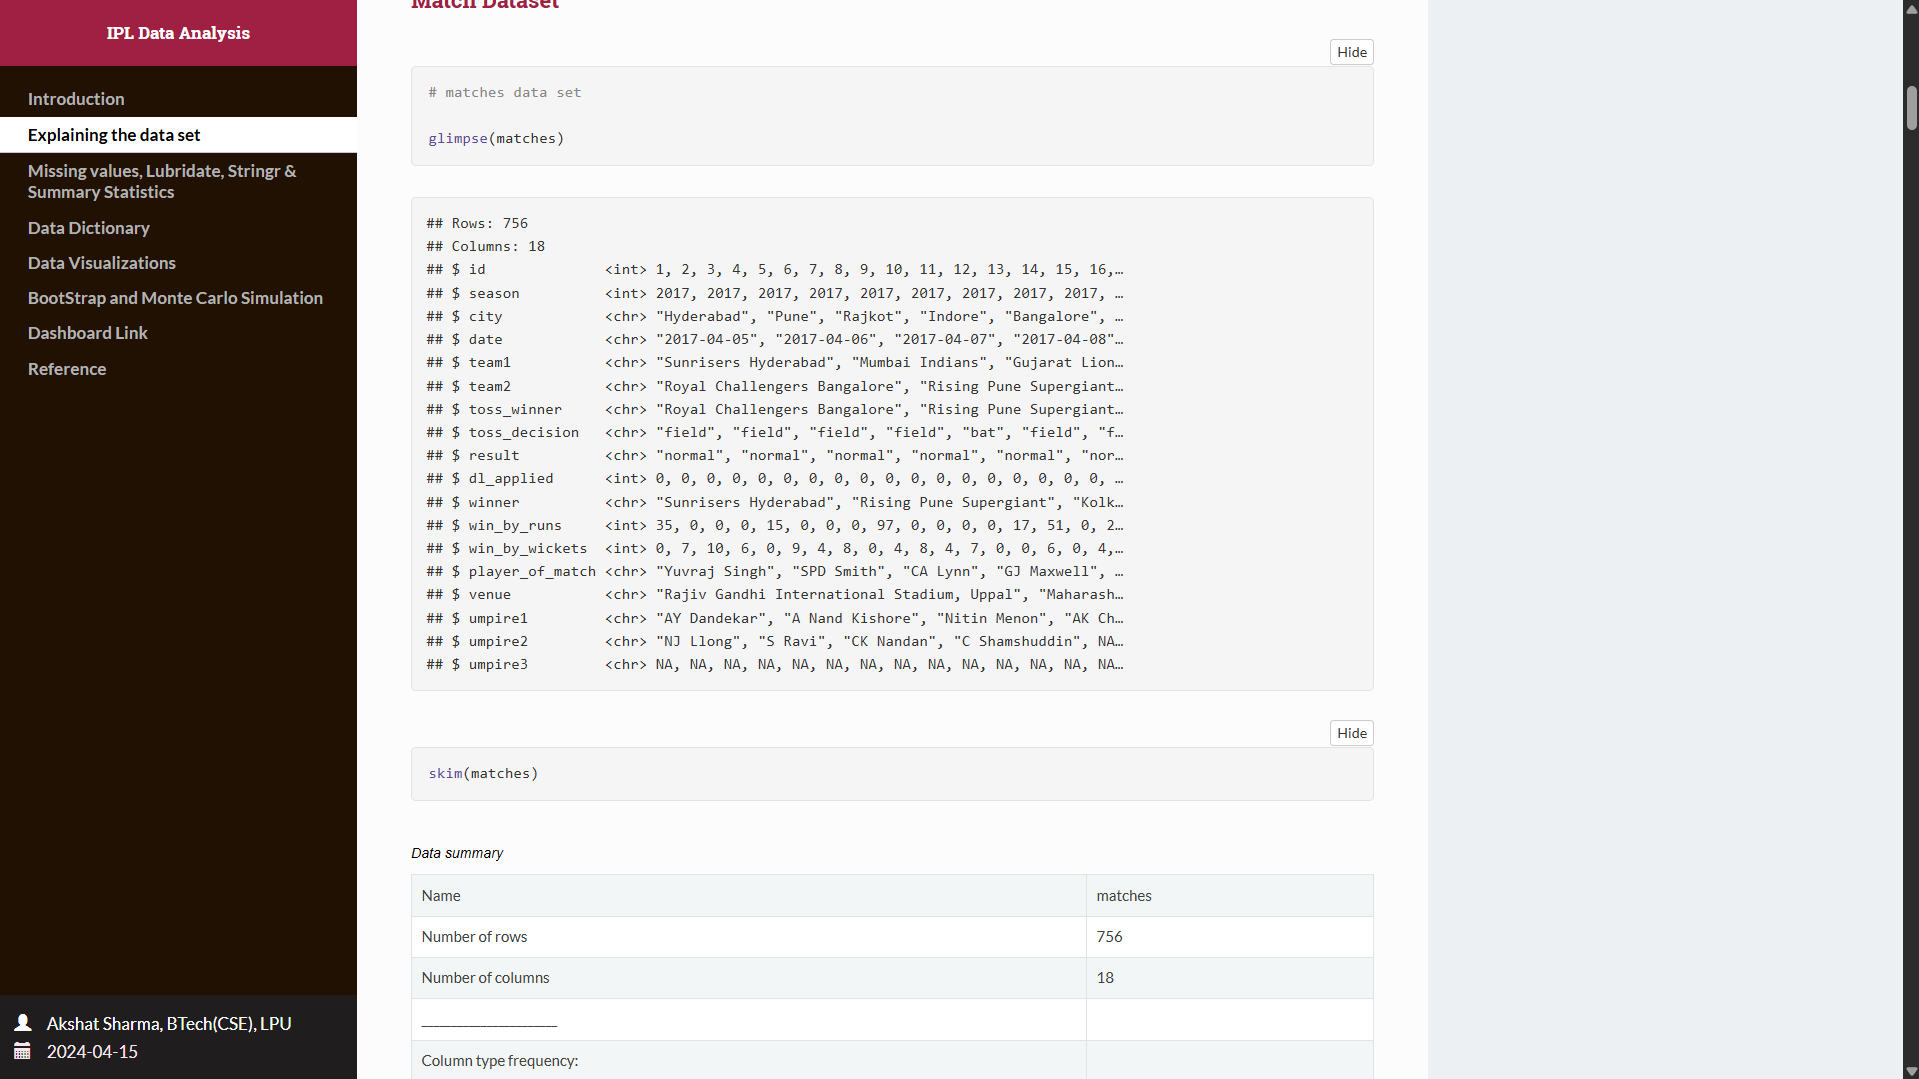 IPL Data Analysis
Introduction
Explaining the data set
Missing values, Lubridate, Stringr &
Summary Statistics
Data Dictionary
Data Visualizations
BootStrap and Monte Carlo Simulation
Dashboard Link
Reference
Akshat Sharma, BTech(CSE), LPU
2024-04-15
Match Dataset
Hide
# matches data set
glimpse(matches)
## Rows: 756
## Columns: 18
## $ id              <int> 1, 2, 3, 4, 5, 6, 7, 8, 9, 10, 11, 12, 13, 14, 15, 16,…
## $ season          <int> 2017, 2017, 2017, 2017, 2017, 2017, 2017, 2017, 2017, …
## $ city            <chr> "Hyderabad", "Pune", "Rajkot", "Indore", "Bangalore", …
## $ date            <chr> "2017-04-05", "2017-04-06", "2017-04-07", "2017-04-08"…
## $ team1           <chr> "Sunrisers Hyderabad", "Mumbai Indians", "Gujarat Lion…
## $ team2           <chr> "Royal Challengers Bangalore", "Rising Pune Supergiant…
## $ toss_winner     <chr> "Royal Challengers Bangalore", "Rising Pune Supergiant…
## $ toss_decision   <chr> "field", "field", "field", "field", "bat", "field", "f…
## $ result          <chr> "normal", "normal", "normal", "normal", "normal", "nor…
## $ dl_applied      <int> 0, 0, 0, 0, 0, 0, 0, 0, 0, 0, 0, 0, 0, 0, 0, 0, 0, 0, …
## $ winner          <chr> "Sunrisers Hyderabad", "Rising Pune Supergiant", "Kolk…
## $ win_by_runs     <int> 35, 0, 0, 0, 15, 0, 0, 0, 97, 0, 0, 0, 0, 17, 51, 0, 2…
## $ win_by_wickets  <int> 0, 7, 10, 6, 0, 9, 4, 8, 0, 4, 8, 4, 7, 0, 0, 6, 0, 4,…
## $ player_of_match <chr> "Yuvraj Singh", "SPD Smith", "CA Lynn", "GJ Maxwell", …
## $ venue           <chr> "Rajiv Gandhi International Stadium, Uppal", "Maharash…
## $ umpire1         <chr> "AY Dandekar", "A Nand Kishore", "Nitin Menon", "AK Ch…
## $ umpire2         <chr> "NJ Llong", "S Ravi", "CK Nandan", "C Shamshuddin", NA…
## $ umpire3         <chr> NA, NA, NA, NA, NA, NA, NA, NA, NA, NA, NA, NA, NA, NA…
Hide
skim(matches)
Data summary
Name matches
Number of rows 756
Number of columns 18
_______________________
Column type frequency: